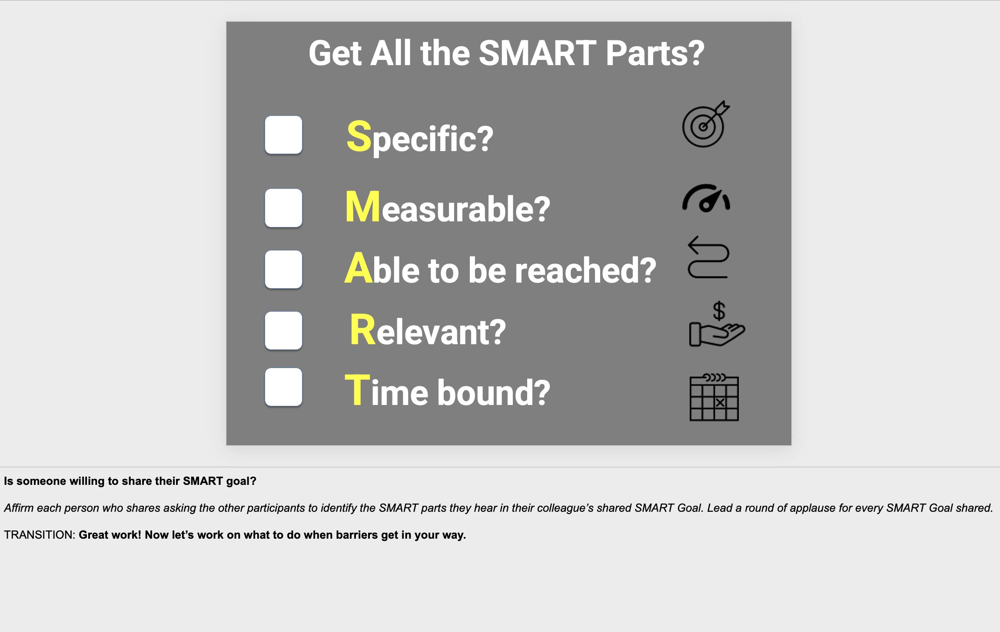 Get All the SMART Parts?
Specific?
Measurable?
Able to be reached?
$
Relevant?
Time bound?
Is someone willing to share their SMART goal?
Affirm each person who shares asking the other participants to identify the SMART parts they hear in their colleague’s shared SMART Goal. Lead a round of applause for every SMART Goal shared.
TRANSITION: Great work! Now let’s work on what to do when barriers get in your way.